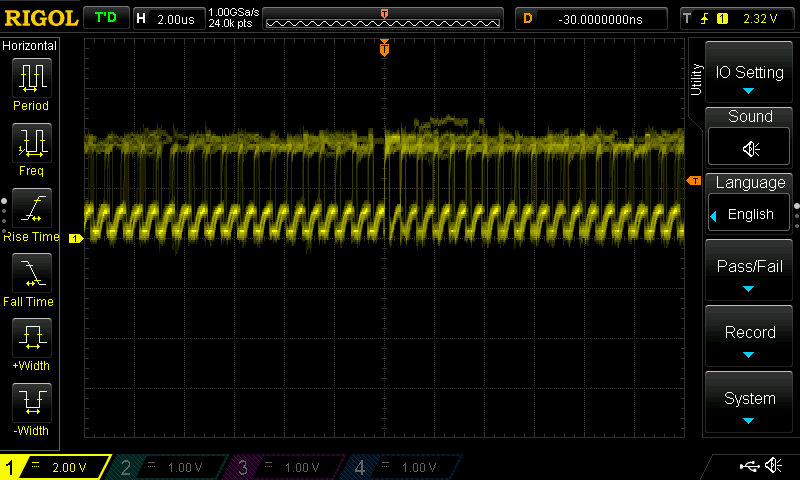 RIGOL T'D H 2.00us 1.00GSa/s 24.0k pts T D -30.0000000ns T 1 2.32 V
Horizontal
Period
Freq
Rise Time
Fall Time
+Width
-Width
T
T
1
Utility
IO Setting
Sound
Language
English
Pass/Fail
Record
System
1 2.00 V 2 1.00 V 3 1.00 V 4 1.00 V